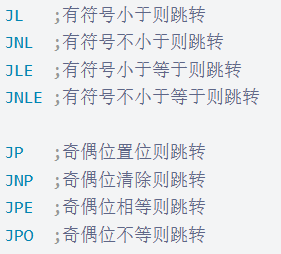 JL ;有符号小于则跳转
JNL ;有符号不小于则跳转
JLE ;有符号小于等于则跳转
JNLE ;有符号不小于等于则跳转
JP ;奇偶位置位则跳转
JNP ;奇偶位清除则跳转
JPE ;奇偶位相等则跳转
JPO ;奇偶位不等则跳转